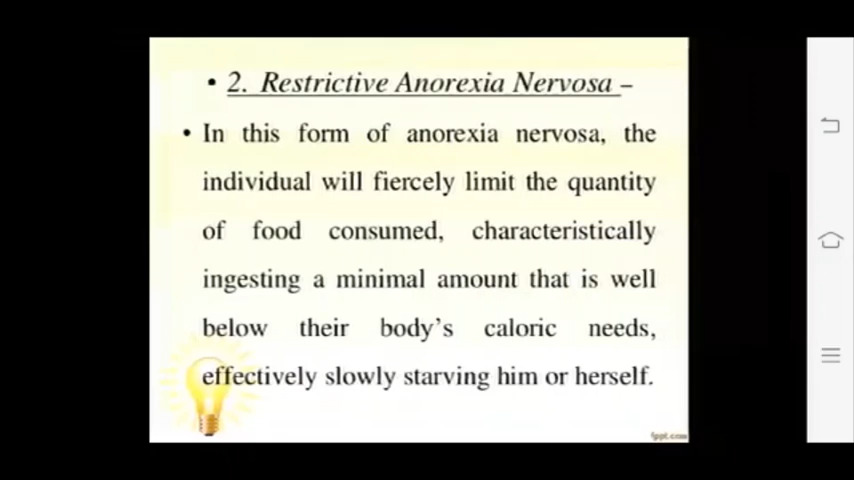 • 2. Restrictive Anorexia Nervosa –
• In this form of anorexia nervosa, the
individual will fiercely limit the quantity
of food consumed, characteristically
ingesting a minimal amount that is well
below their body's caloric needs,
effectively slowly starving him or herself.
fppt.com